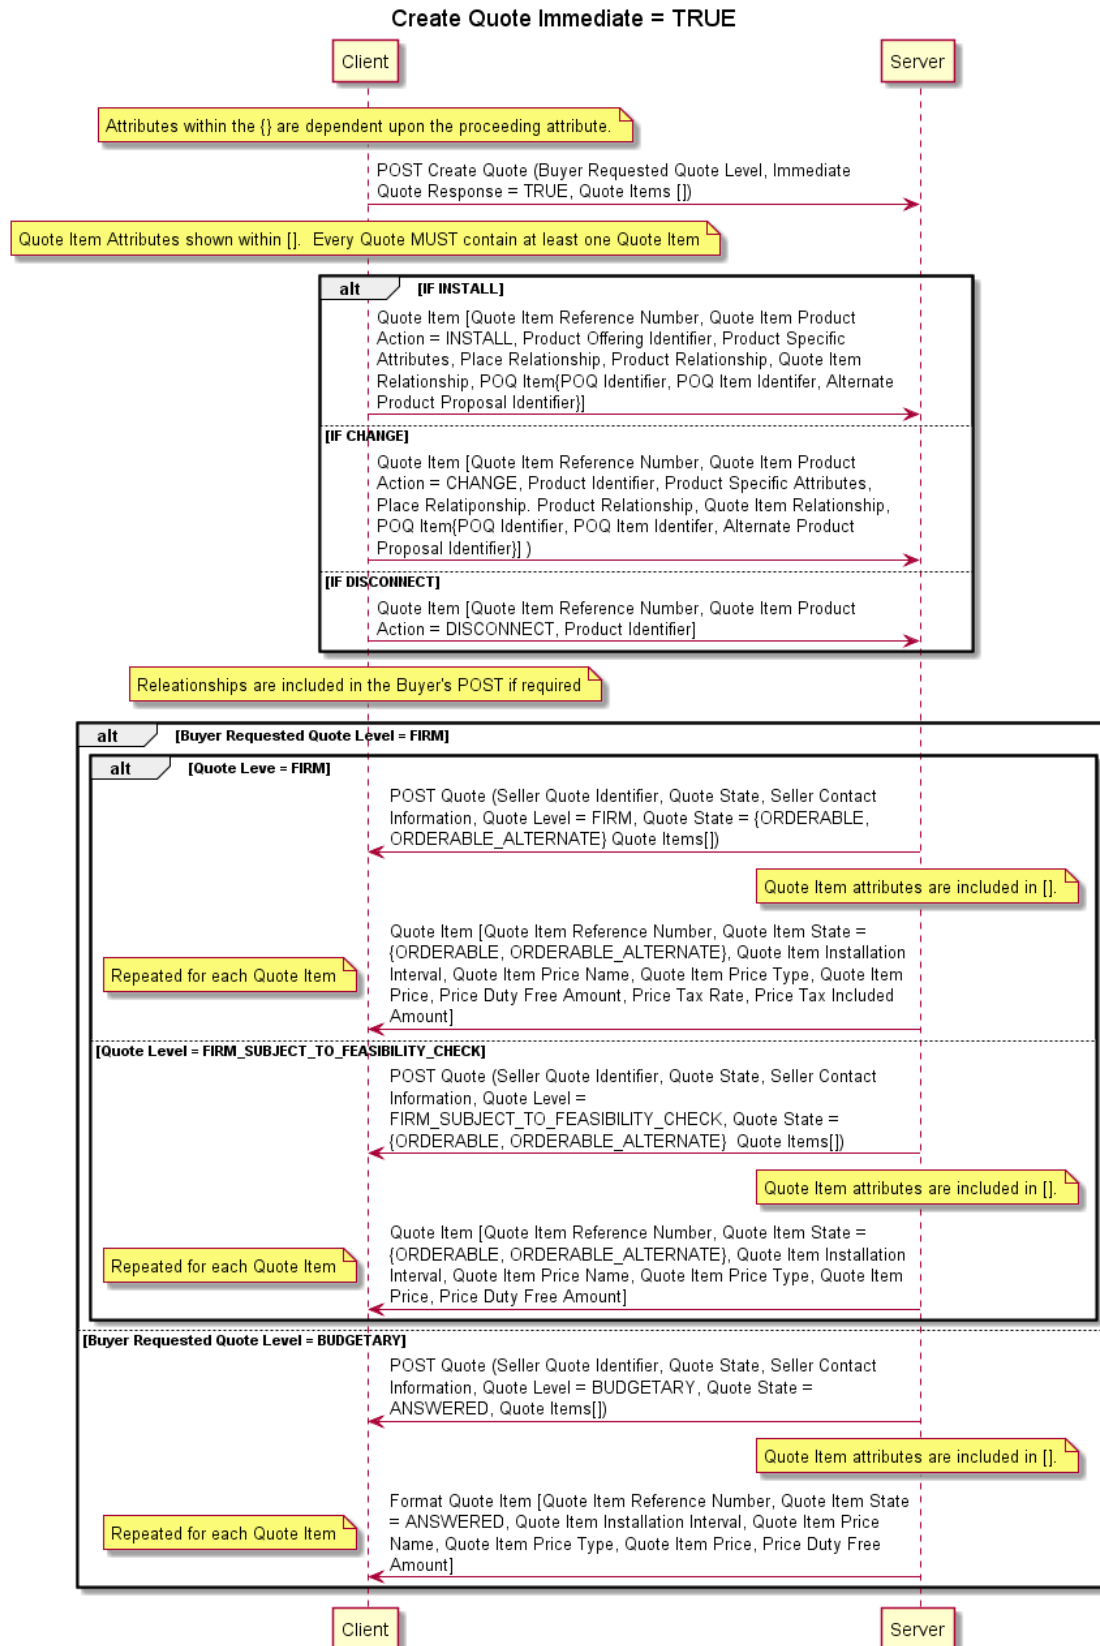 Create Quote Immediate = TRUE
Client
Server
Attributes within the {} are dependent upon the proceeding attribute.
POST Create Quote (Buyer Requested Quote Level, Immediate
Quote Response = TRUE, Quote Items [])
Quote Item Attributes shown within [].  Every Quote MUST contain at least one Quote Item
alt
[IF INSTALL]
Quote Item [Quote Item Reference Number, Quote Item Product
Action = INSTALL, Product Offering Identifier, Product Specific
Attributes, Place Relationship, Product Relationship, Quote Item
Relationship, POQ Item{POQ Identifier, POQ Item Identifer, Alternate
Product Proposal Identifier}]
[IF CHANGE]
Quote Item [Quote Item Reference Number, Quote Item Product
Action = CHANGE, Product Identifier, Product Specific Attributes,
Place Relatiponship. Product Relationship, Quote Item Relationship,
POQ Item{POQ Identifier, POQ Item Identifer, Alternate Product
Proposal Identifier}] )
[IF DISCONNECT]
Quote Item [Quote Item Reference Number, Quote Item Product
Action = DISCONNECT, Product Identifier]
Releationships are included in the Buyer's POST if required
alt
[Buyer Requested Quote Level = FIRM]
alt
[Quote Leve = FIRM]
POST Quote (Seller Quote Identifier, Quote State, Seller Contact
Information, Quote Level = FIRM, Quote State = {ORDERABLE,
ORDERABLE_ALTERNATE} Quote Items[])
Quote Item attributes are included in [].
Quote Item [Quote Item Reference Number, Quote Item State =
{ORDERABLE, ORDERABLE_ALTERNATE}, Quote Item Installation
Interval, Quote Item Price Name, Quote Item Price Type, Quote Item
Price, Price Duty Free Amount, Price Tax Rate, Price Tax Included
Amount]
Repeated for each Quote Item
[Quote Level = FIRM_SUBJECT_TO_FEASIBILITY_CHECK]
POST Quote (Seller Quote Identifier, Quote State, Seller Contact
Information, Quote Level =
FIRM_SUBJECT_TO_FEASIBILITY_CHECK, Quote State =
{ORDERABLE, ORDERABLE_ALTERNATE}  Quote Items[])
Quote Item attributes are included in [].
Quote Item [Quote Item Reference Number, Quote Item State =
{ORDERABLE, ORDERABLE_ALTERNATE}, Quote Item Installation
Interval, Quote Item Price Name, Quote Item Price Type, Quote Item
Price, Price Duty Free Amount]
Repeated for each Quote Item
[Buyer Requested Quote Level = BUDGETARY]
POST Quote (Seller Quote Identifier, Quote State, Seller Contact
Information, Quote Level = BUDGETARY, Quote State =
ANSWERED, Quote Items[])
Quote Item attributes are included in [].
Format Quote Item [Quote Item Reference Number, Quote Item State
= ANSWERED, Quote Item Installation Interval, Quote Item Price
Name, Quote Item Price Type, Quote Item Price, Price Duty Free
Amount]
Repeated for each Quote Item
Client
Server